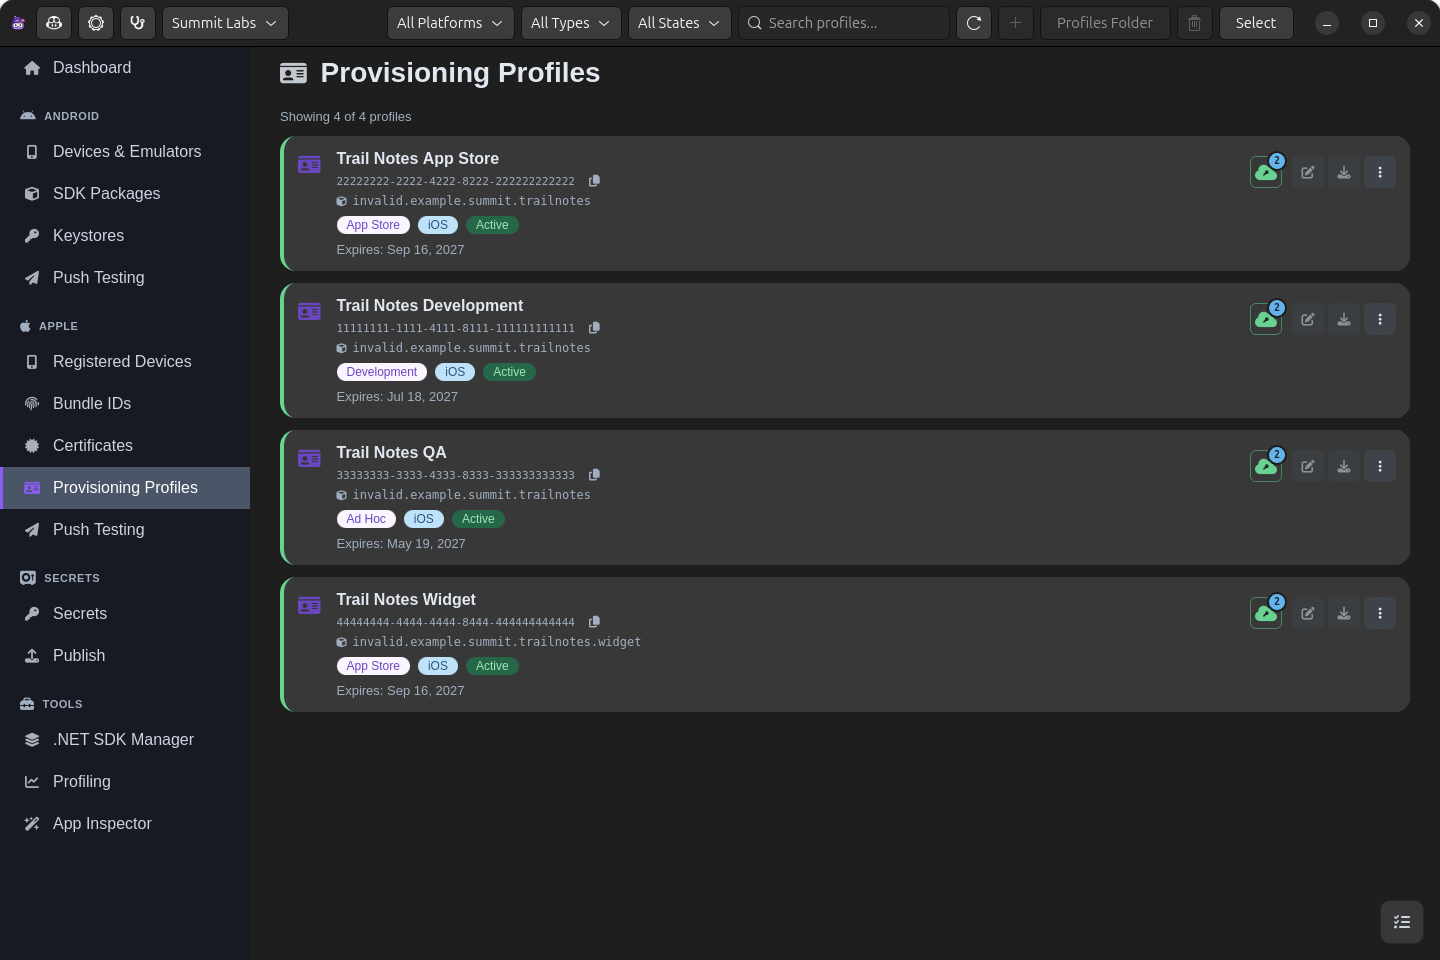 Summit Labs
All Platforms
All Types
All States
Search profiles...
Profiles Folder
Select
Dashboard
ANDROID
Devices & Emulators
SDK Packages
Keystores
Push Testing
APPLE
Registered Devices
Bundle IDs
Certificates
Provisioning Profiles
Push Testing
SECRETS
Secrets
Publish
TOOLS
.NET SDK Manager
Profiling
App Inspector
Provisioning Profiles
Showing 4 of 4 profiles
Trail Notes App Store
22222222-2222-4222-8222-222222222222
invalid.example.summit.trailnotes
App Store iOS Active
Expires: Sep 16, 2027
2
Trail Notes Development
11111111-1111-4111-8111-111111111111
invalid.example.summit.trailnotes
Development iOS Active
Expires: Jul 18, 2027
2
Trail Notes QA
33333333-3333-4333-8333-333333333333
invalid.example.summit.trailnotes
Ad Hoc iOS Active
Expires: May 19, 2027
2
Trail Notes Widget
44444444-4444-4444-8444-444444444444
invalid.example.summit.trailnotes.widget
App Store iOS Active
Expires: Sep 16, 2027
2